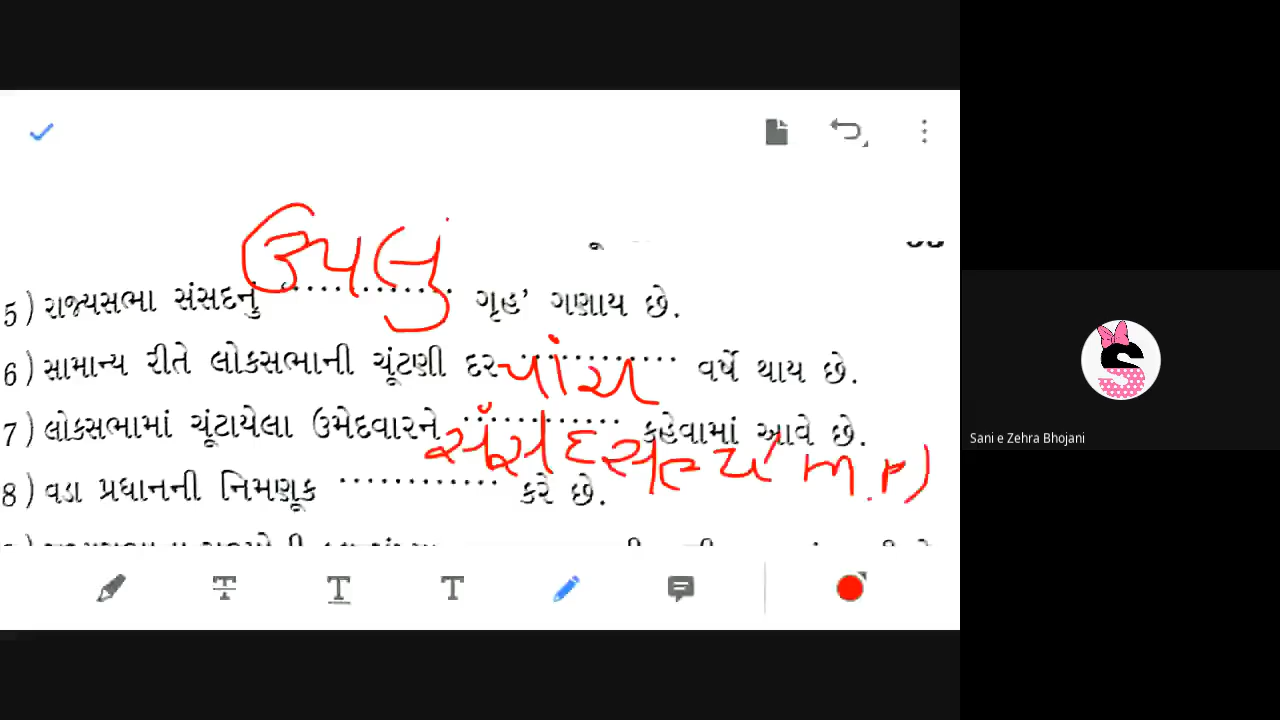 ઉપલું
5) રાજ્યસભા સંસદનું ............ ગૃહ’ ગણાય છે.
6) સામાન્ય રીતે લોકસભાની ચૂંટણી દર ............ વર્ષે થાય છે.
પાંચ
7) લોકસભામાં ચૂંટાયેલા ઉમેદવારને ............ કહેવામાં આવે છે.
સંસદસભ્ય M.P)
8) વડા પ્રધાનની નિમણૂક ............ કરે છે.
T T T
Sani e Zehra Bhojani